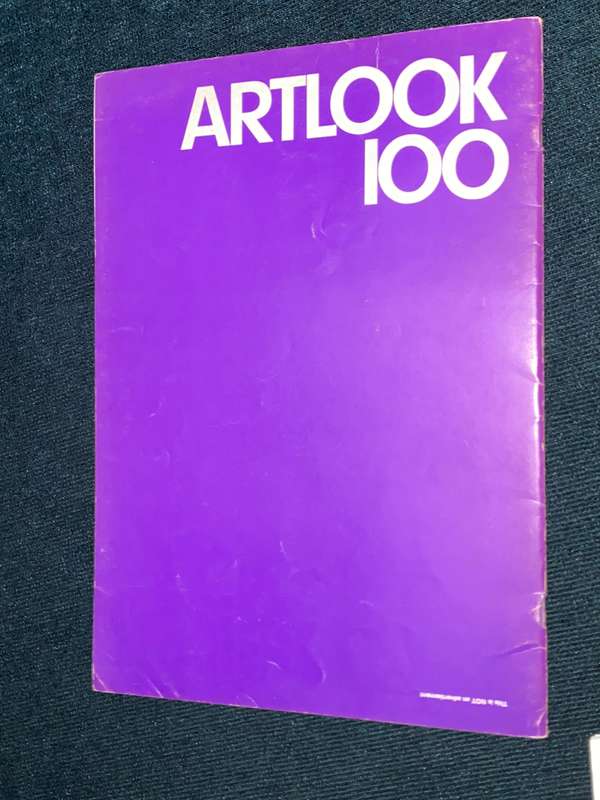 ARTLOOK
100
This is NOT an advertisement